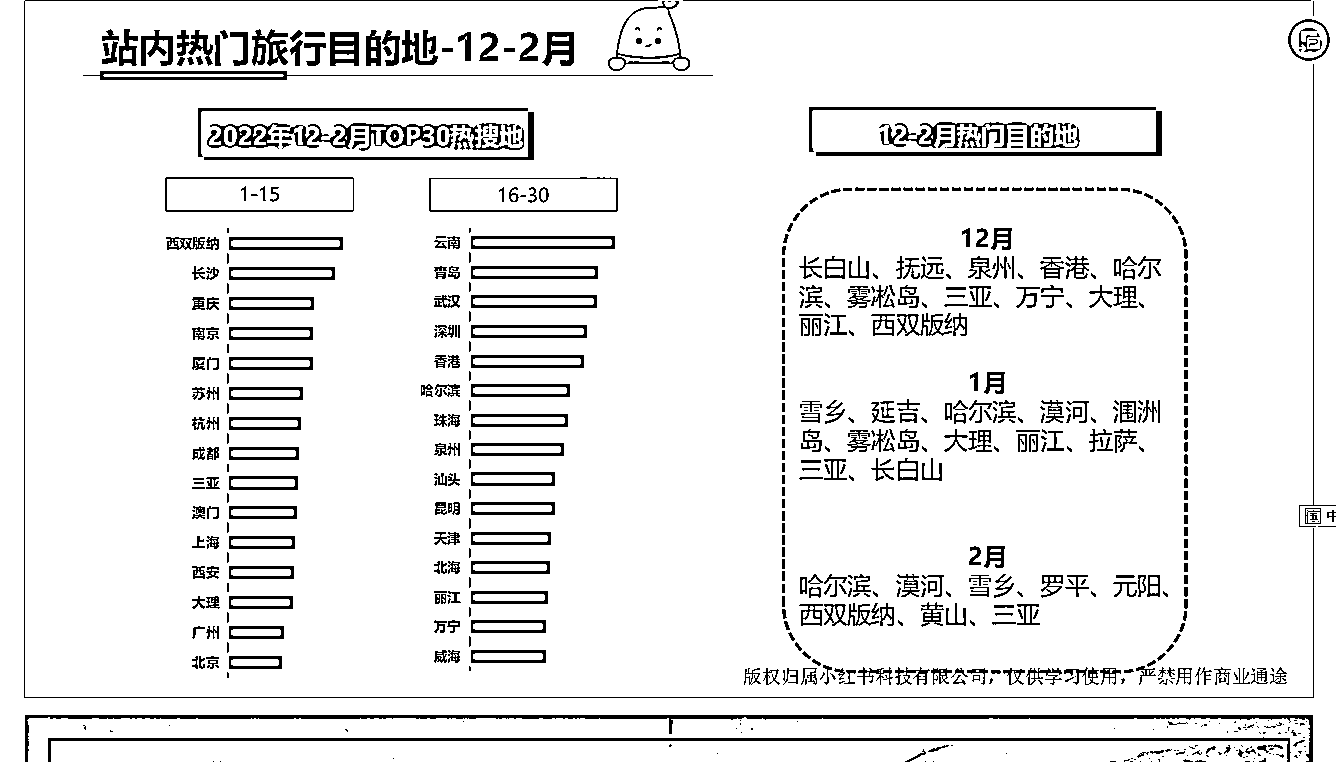 站内热门旅行目的地-12-2月
2022年12-2月TOP30热搜地
1-15
西双版纳
长沙
重庆
南京
厦门
苏州
杭州
成都
三亚
澳门
上海
西安
大理
广州
北京
16-30
云南
青岛
武汉
深圳
香港
哈尔滨
珠海
泉州
汕头
昆明
天津
北海
丽江
万宁
威海
12-2月热门目的地
12月
长白山、抚远、泉州、香港、哈尔
滨、雾凇岛、三亚、万宁、大理、
丽江、西双版纳
1月
雪乡、延吉、哈尔滨、漠河、涠洲
岛、雾凇岛、大理、丽江、拉萨、
三亚、长白山
2月
哈尔滨、漠河、雪乡、罗平、元阳、
西双版纳、黄山、三亚
版权归属小红书科技有限公司，仅供学习使用，严禁用作商业通途